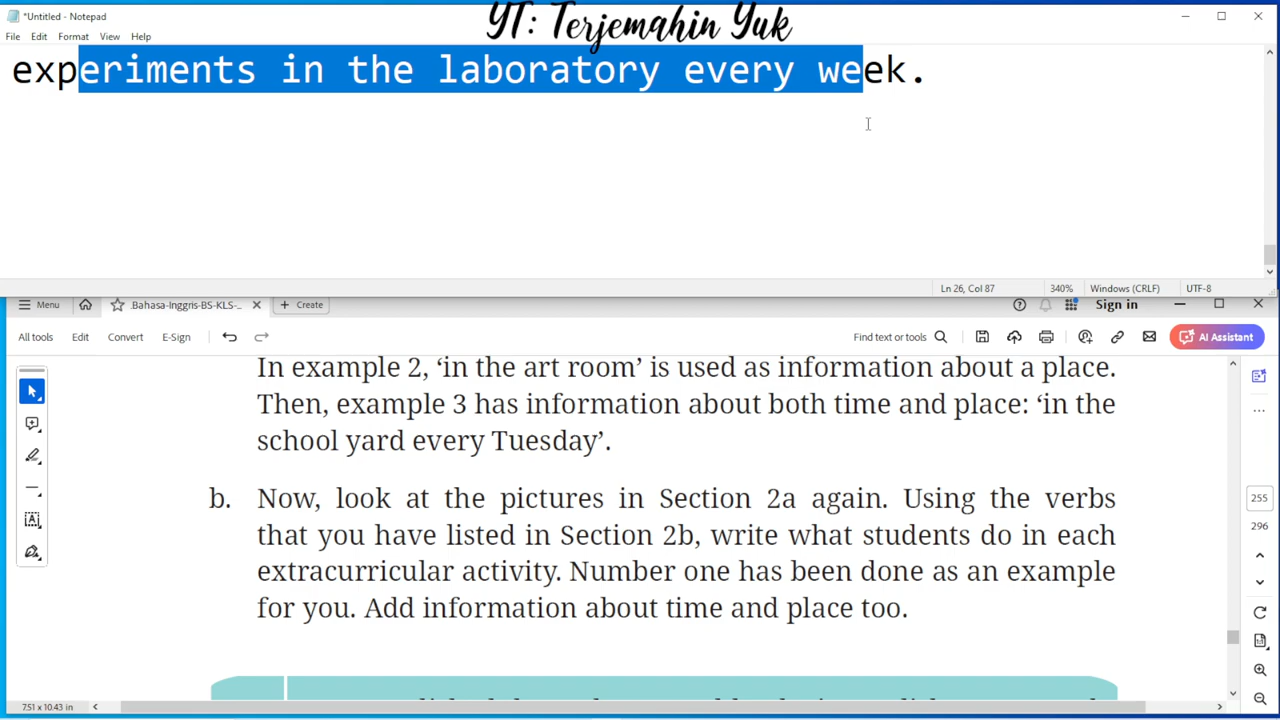 *Untitled - Notepad
YT: Terjemahin Yuk
File Edit Format View Help
experiments in the laboratory every week.
Ln 26, Col 87 340% Windows (CRLF) UTF-8
Menu Bahasa-Inggris-BS-KLS-... Create Sign in
All tools Edit Convert E-Sign Find text or tools AI Assistant
In example 2, ‘in the art room’ is used as information about a place.
Then, example 3 has information about both time and place: ‘in the
school yard every Tuesday’.
b. Now, look at the pictures in Section 2a again. Using the verbs
that you have listed in Section 2b, write what students do in each
extracurricular activity. Number one has been done as an example
for you. Add information about time and place too.
255
296
7.51 x 10.43 in